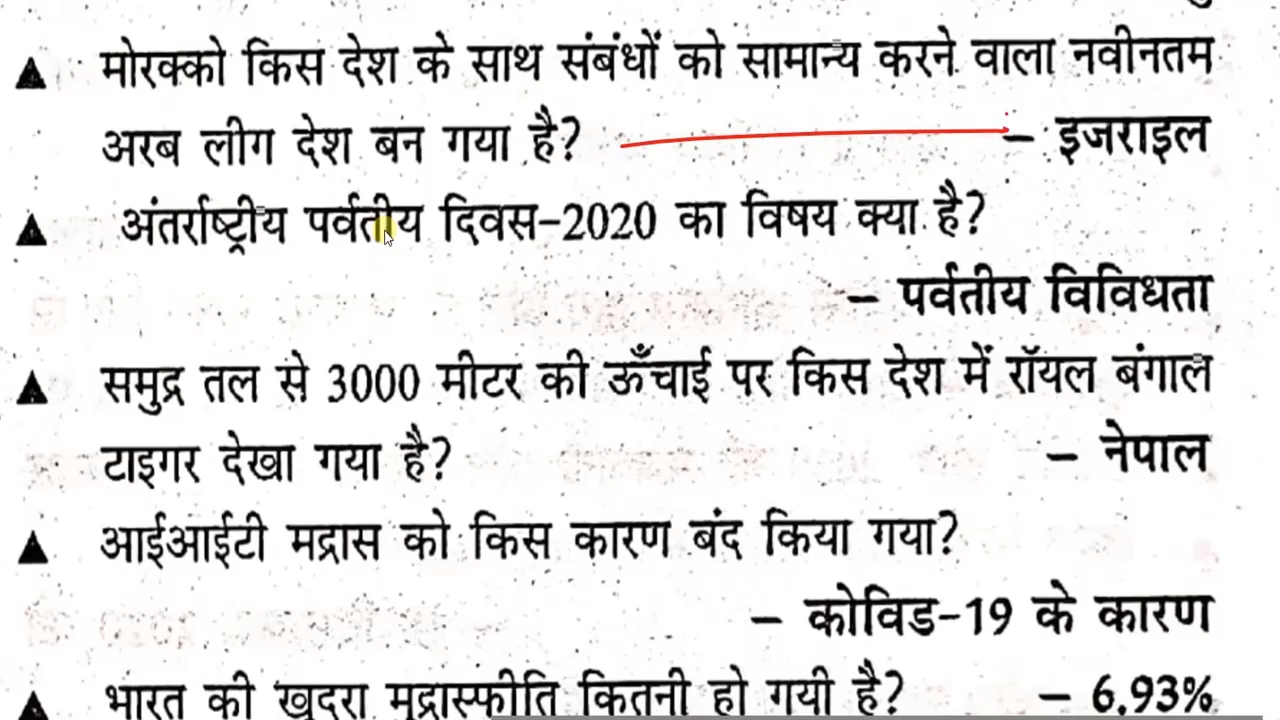 ▲ मोरक्को किस देश के साथ संबंधों को सामान्य करने वाला नवीनतम
अरब लीग देश बन गया है? – इजराइल
▲ अंतर्राष्ट्रीय पर्वतीय दिवस-2020 का विषय क्या है?
– पर्वतीय विविधता
▲ समुद्र तल से 3000 मीटर की ऊँचाई पर किस देश में रॉयल बंगाल
टाइगर देखा गया है? – नेपाल
▲ आईआईटी मद्रास को किस कारण बंद किया गया?
– कोविड-19 के कारण
▲ भारत की खुदरा मुद्रास्फीति कितनी हो गयी है? – 6.93%